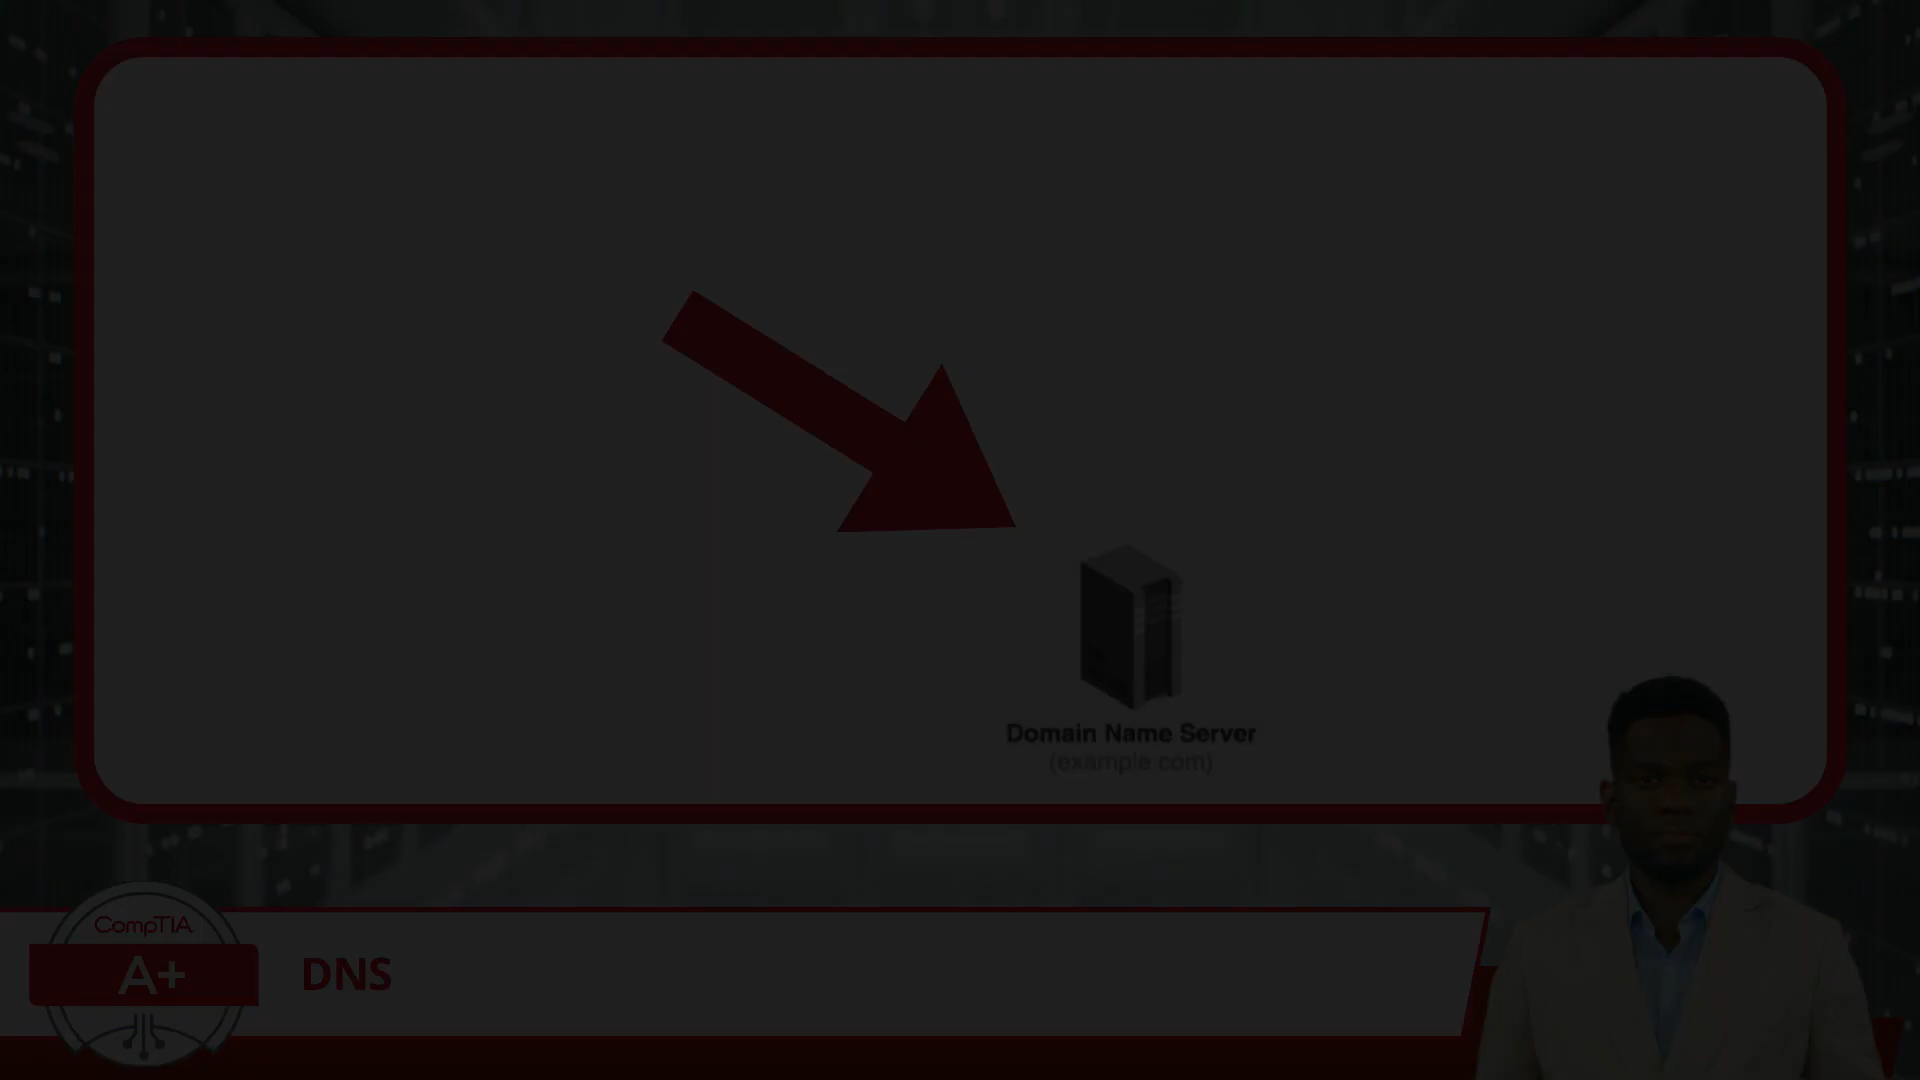 Domain Name Server
(example.com)
CompTIA
A+
DNS